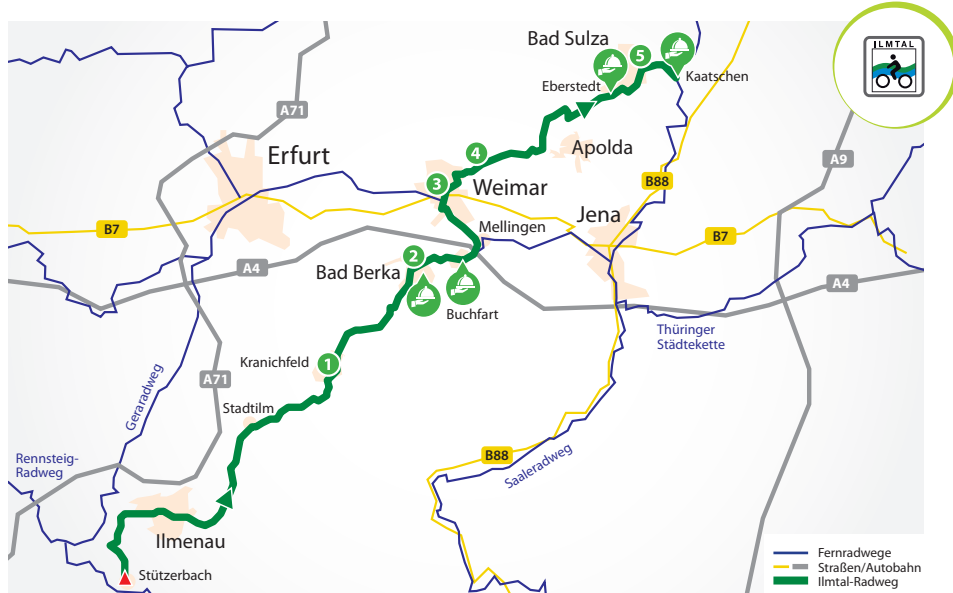 ILMTAL
Bad Sulza
5
Kaatschen
Eberstedt
A71
Erfurt
4
Apolda
A9
3
Weimar
B88
Jena
Mellingen
B7
B7
2
A4
Bad Berka
A4
Buchfart
Thüringer
Städtekette
Kranichfeld
1
A71
Geraradweg
Stadtilm
Rennsteig-
Radweg
B88
Saaleradweg
Ilmenau
Stützerbach
Fernradwege
Straßen/Autobahn
Ilmtal-Radweg